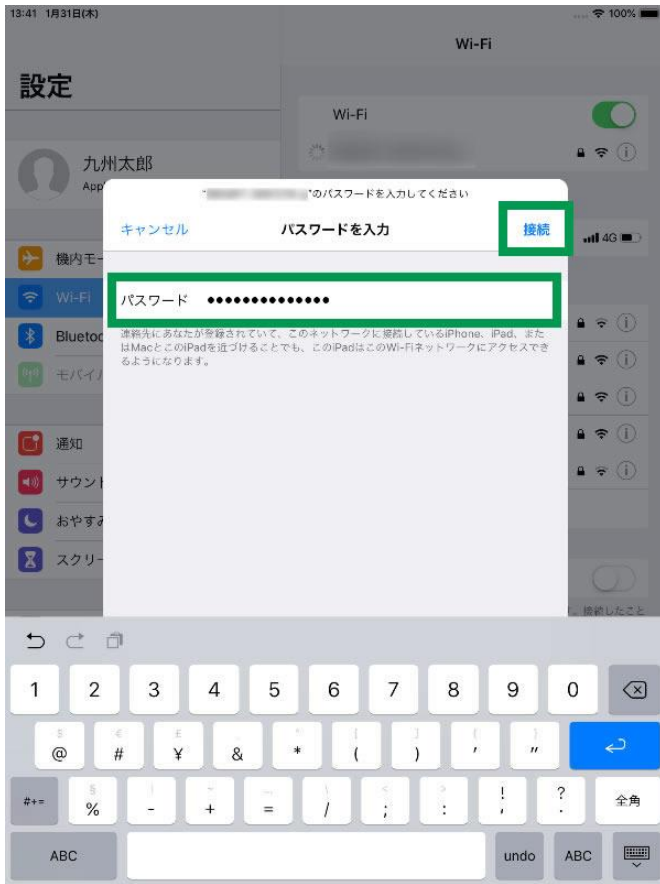 13:41 1月31日(木)
100%
設定
Wi-Fi
九州太郎
App
Wi-Fi
"のパスワードを入力してください
キャンセル
パスワードを入力
接続
パスワード ••••••••••••••
連絡先にあなたが登録されていて、このネットワークに接続しているiPhone、iPad、また
はMacとこのiPadを近づけることでも、このiPadはこのWi-Fiネットワークにアクセスでき
るようになります。
4G
機内モー
Wi-Fi
Bluetoo
モバイル
通知
サウンド
おやすみ
スクリー
。接続したこと
1 2 3 4 5 6 7 8 9 0
$ € £ * [ ] { }
@ # ¥ & * ( ) ' "
§ | ~ … \ < > ! ?
#+= % - + = / ; : , . 全角
ABC undo ABC